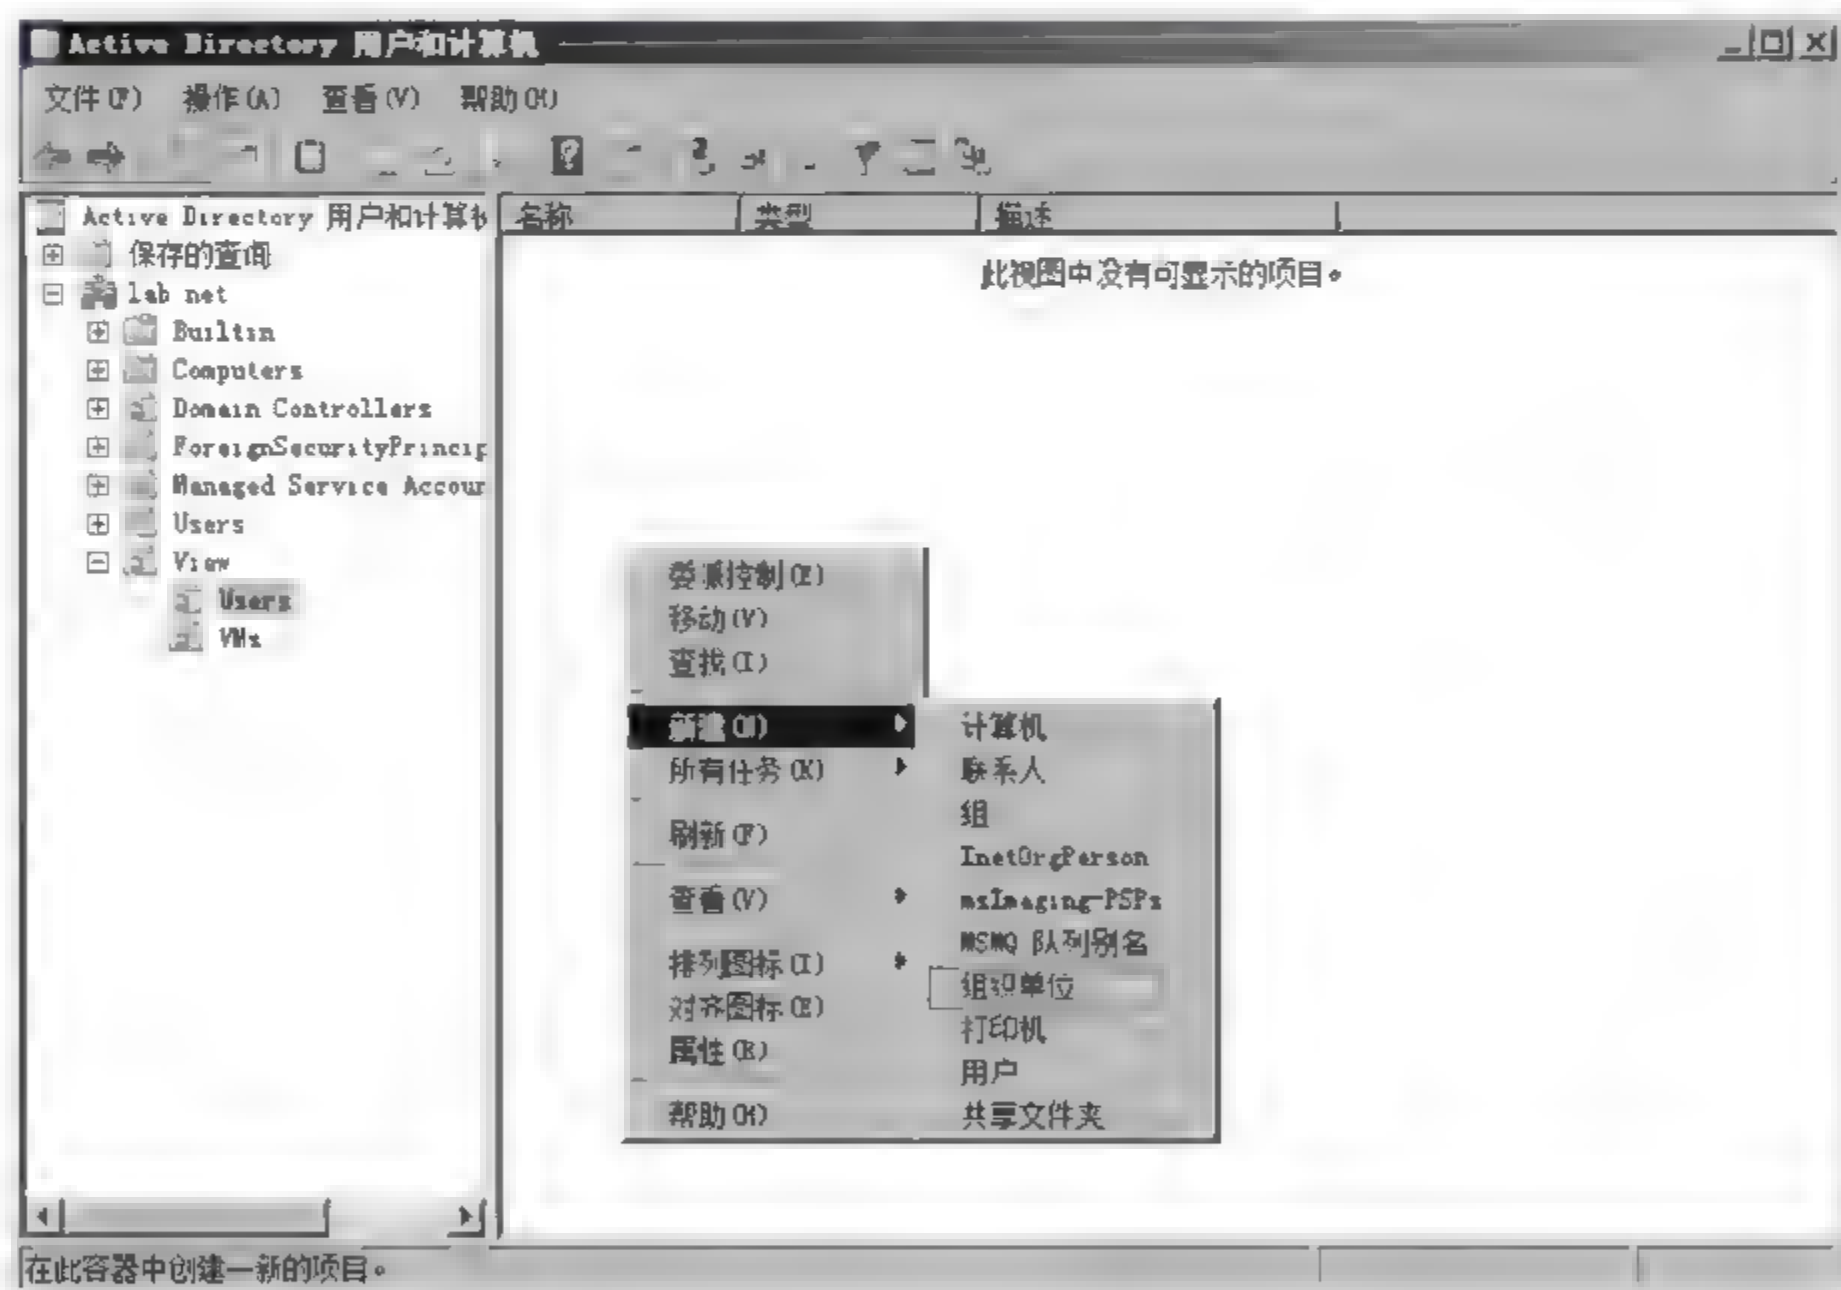 Active Directory 用户和计算机
文件(F) 操作(A) 查看(V) 帮助(H)
Active Directory 用户和计算机
名称 类型 描述
保存的查询
此视图中没有可显示的项目。
lab net
Builtin
Computers
Domain Controllers
ForeignSecurityPrincip
Managed Service Accoun
Users
View
Users
VMs
委派控制(E)
移动(V)
查找(I)
新建(N)
所有任务(K)
刷新(F)
查看(V)
排列图标(I)
对齐图标(E)
属性(R)
帮助(H)
计算机
联系人
组
InetOrgPerson
msImaging-PSPs
MSMQ 队列别名
组织单位
打印机
用户
共享文件夹
在此容器中创建一新的项目。